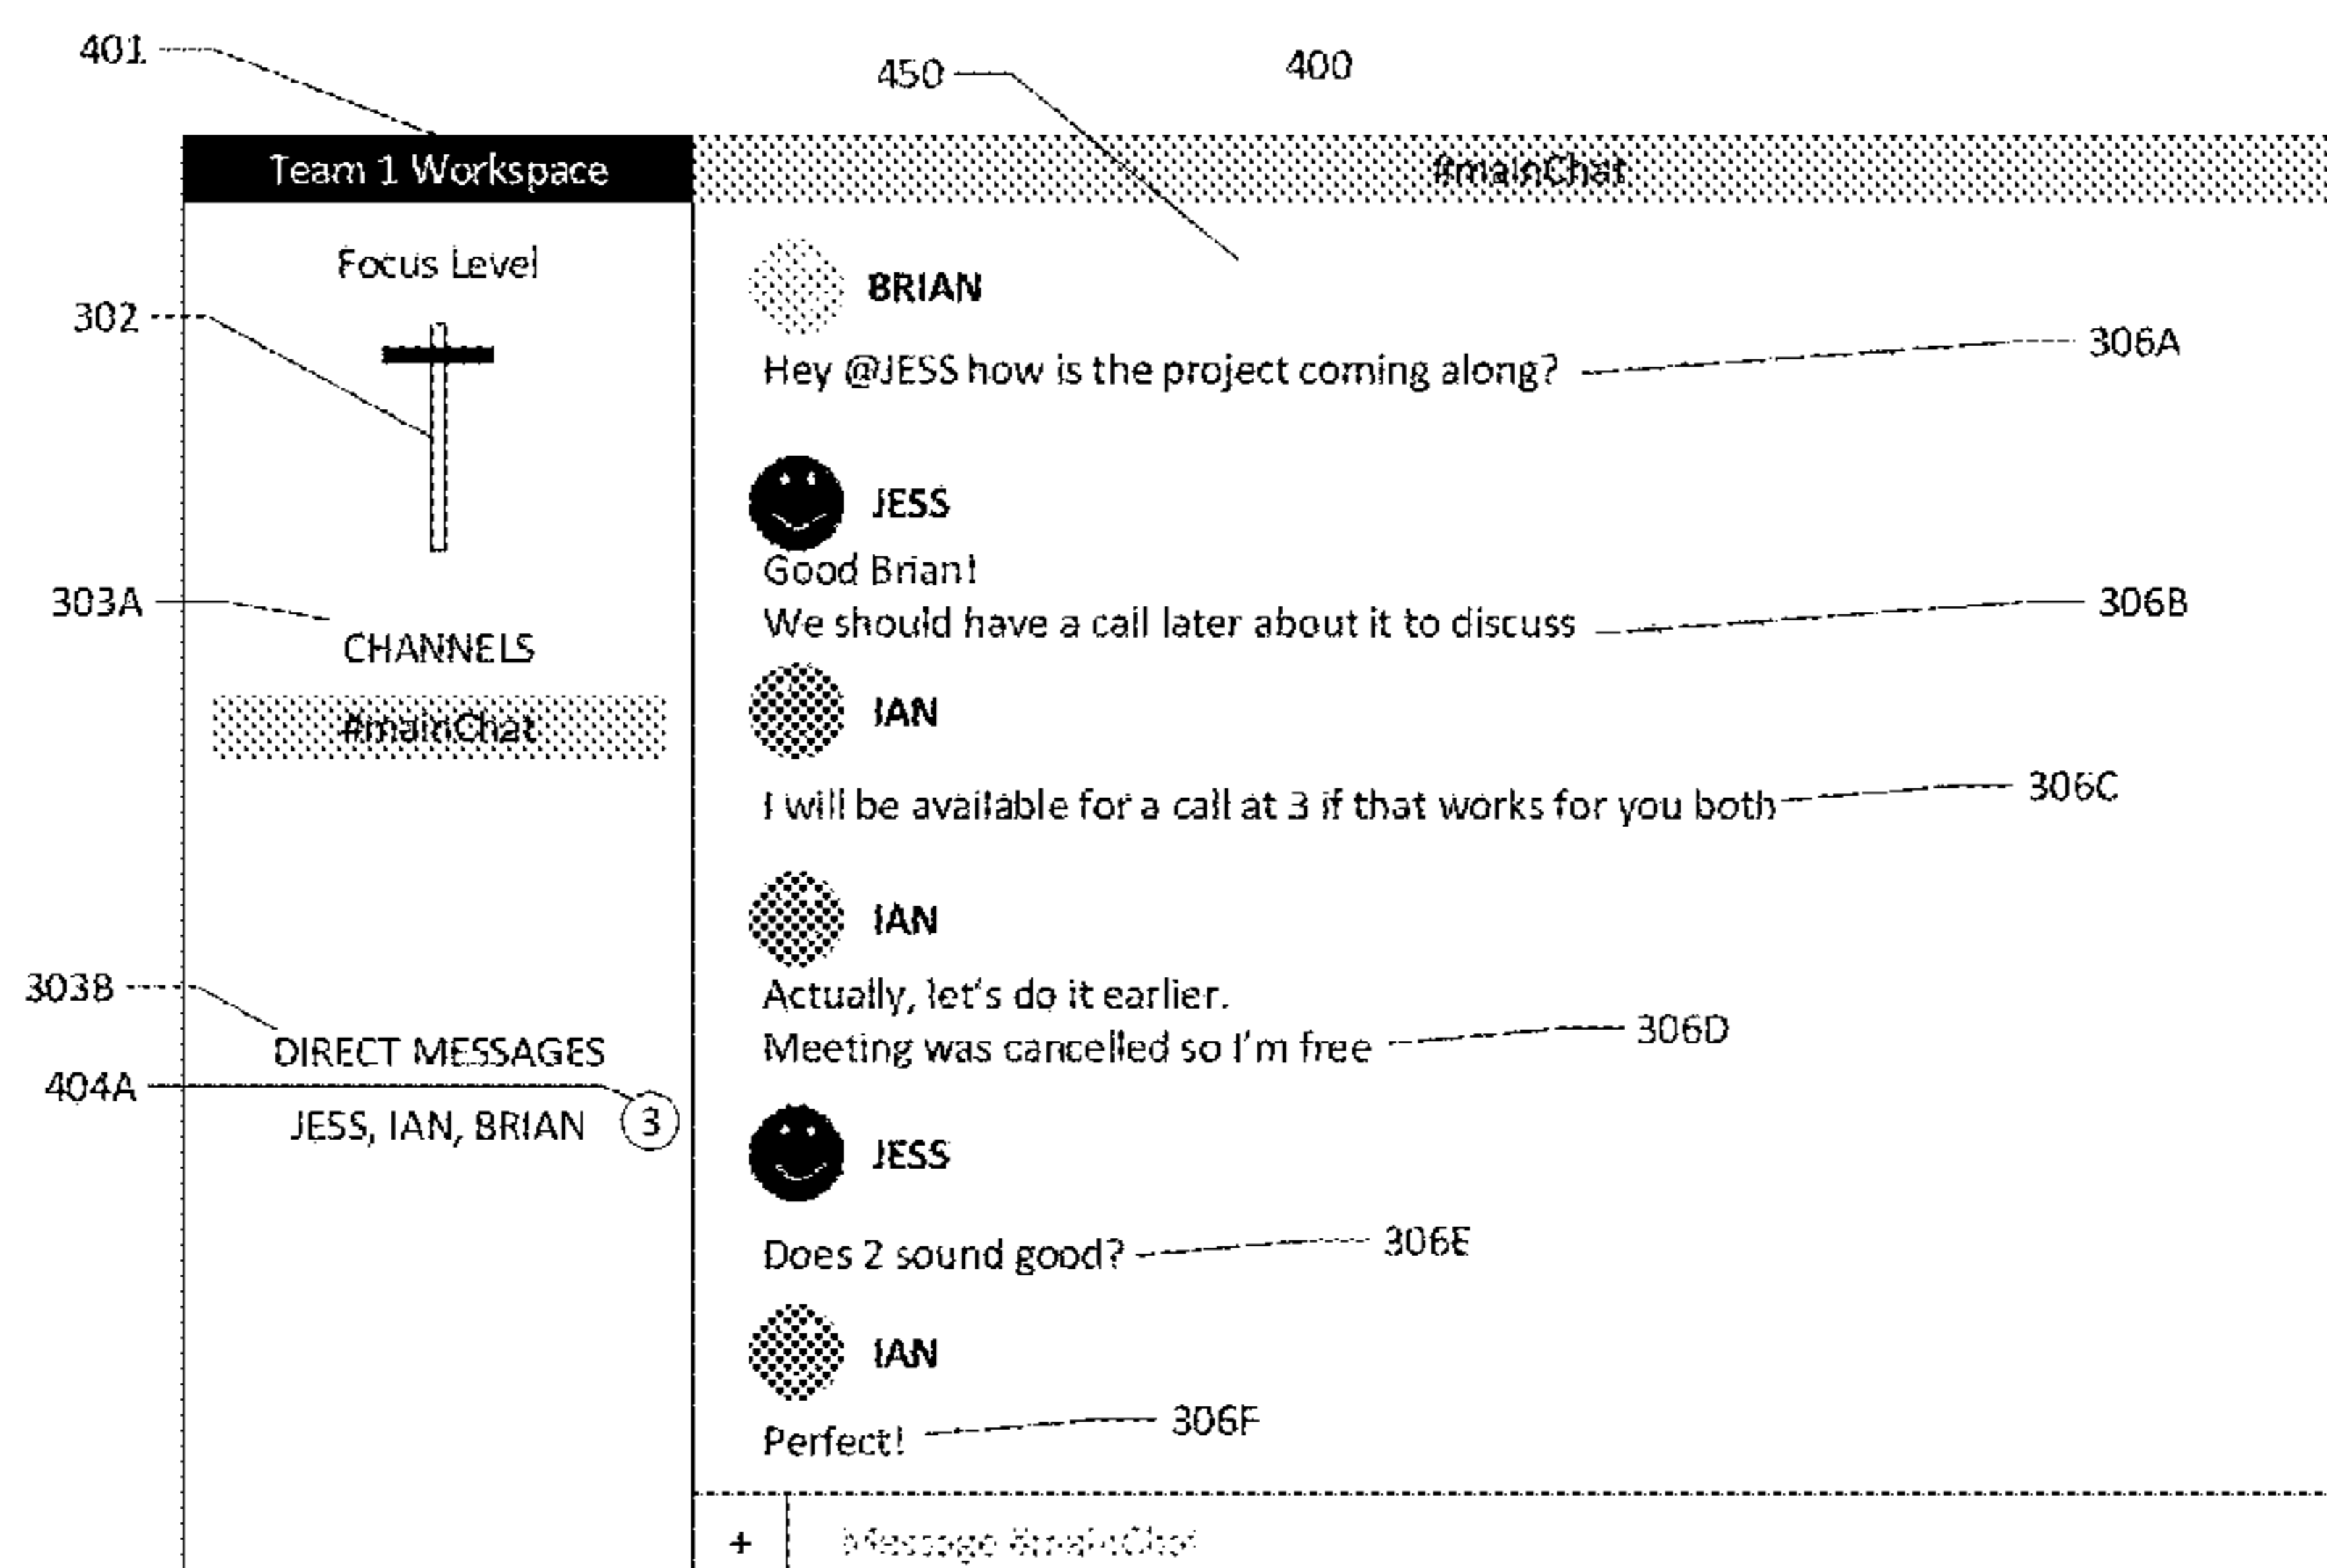 401
450
400
Team 1 Workspace
#mainChat
Focus Level
302
303A
CHANNELS
#mainChat
303B
DIRECT MESSAGES
404A
JESS, IAN, BRIAN 3
BRIAN
Hey @JESS how is the project coming along?
306A
JESS
Good Brian!
We should have a call later about it to discuss
306B
IAN
I will be available for a call at 3 if that works for you both
306C
IAN
Actually, let's do it earlier.
Meeting was cancelled so I'm free
306D
JESS
Does 2 sound good?
306E
IAN
Perfect!
306F
+
Message #mainChat